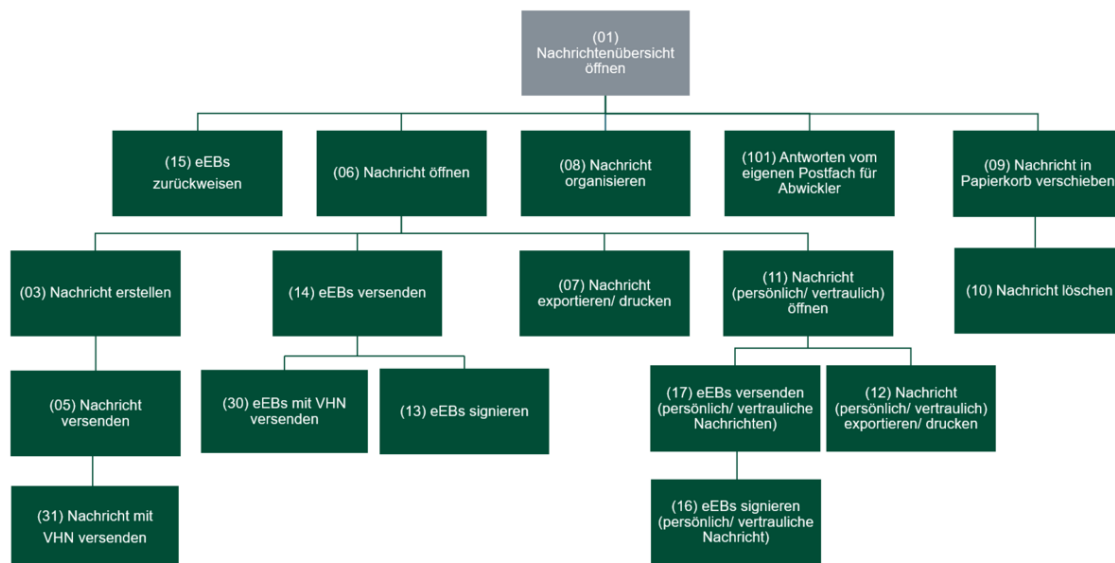 (01)
Nachrichtenübersicht
öffnen
(15) eEBs
zurückweisen
(06) Nachricht öffnen
(08) Nachricht
organisieren
(101) Antworten vom
eigenen Postfach für
Abwickler
(09) Nachricht in
Papierkorb verschieben
(03) Nachricht erstellen
(14) eEBs versenden
(07) Nachricht
exportieren/ drucken
(11) Nachricht
(persönlich/ vertraulich)
öffnen
(10) Nachricht löschen
(05) Nachricht
versenden
(30) eEBs mit VHN
versenden
(13) eEBs signieren
(17) eEBs versenden
(persönlich/ vertrauliche
Nachrichten)
(12) Nachricht
(persönlich/ vertraulich)
exportieren/ drucken
(31) Nachricht mit
VHN versenden
(16) eEBs signieren
(persönlich/ vertrauliche
Nachricht)